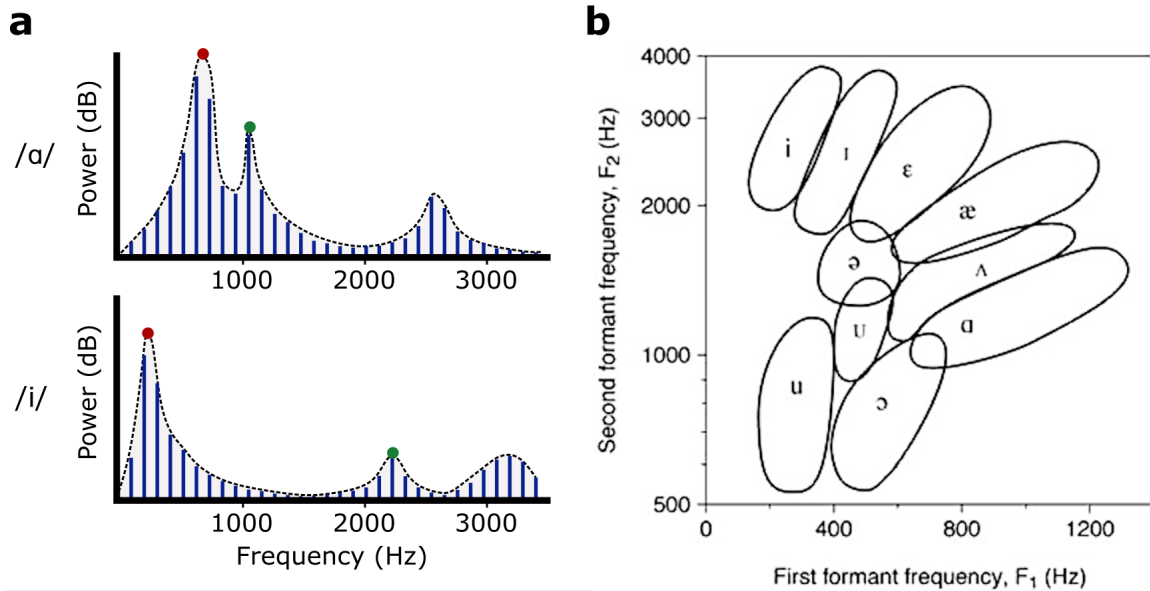 a
/ɑ/
Power (dB)
1000 2000 3000
/i/
Power (dB)
1000 2000 3000
Frequency (Hz)
b
Second formant frequency, F₂ (Hz)
4000
3000
2000
1000
500
i
ɪ
ɛ
æ
ə
ʌ
U
ɑ
u
ɔ
0 400 800 1200
First formant frequency, F₁ (Hz)